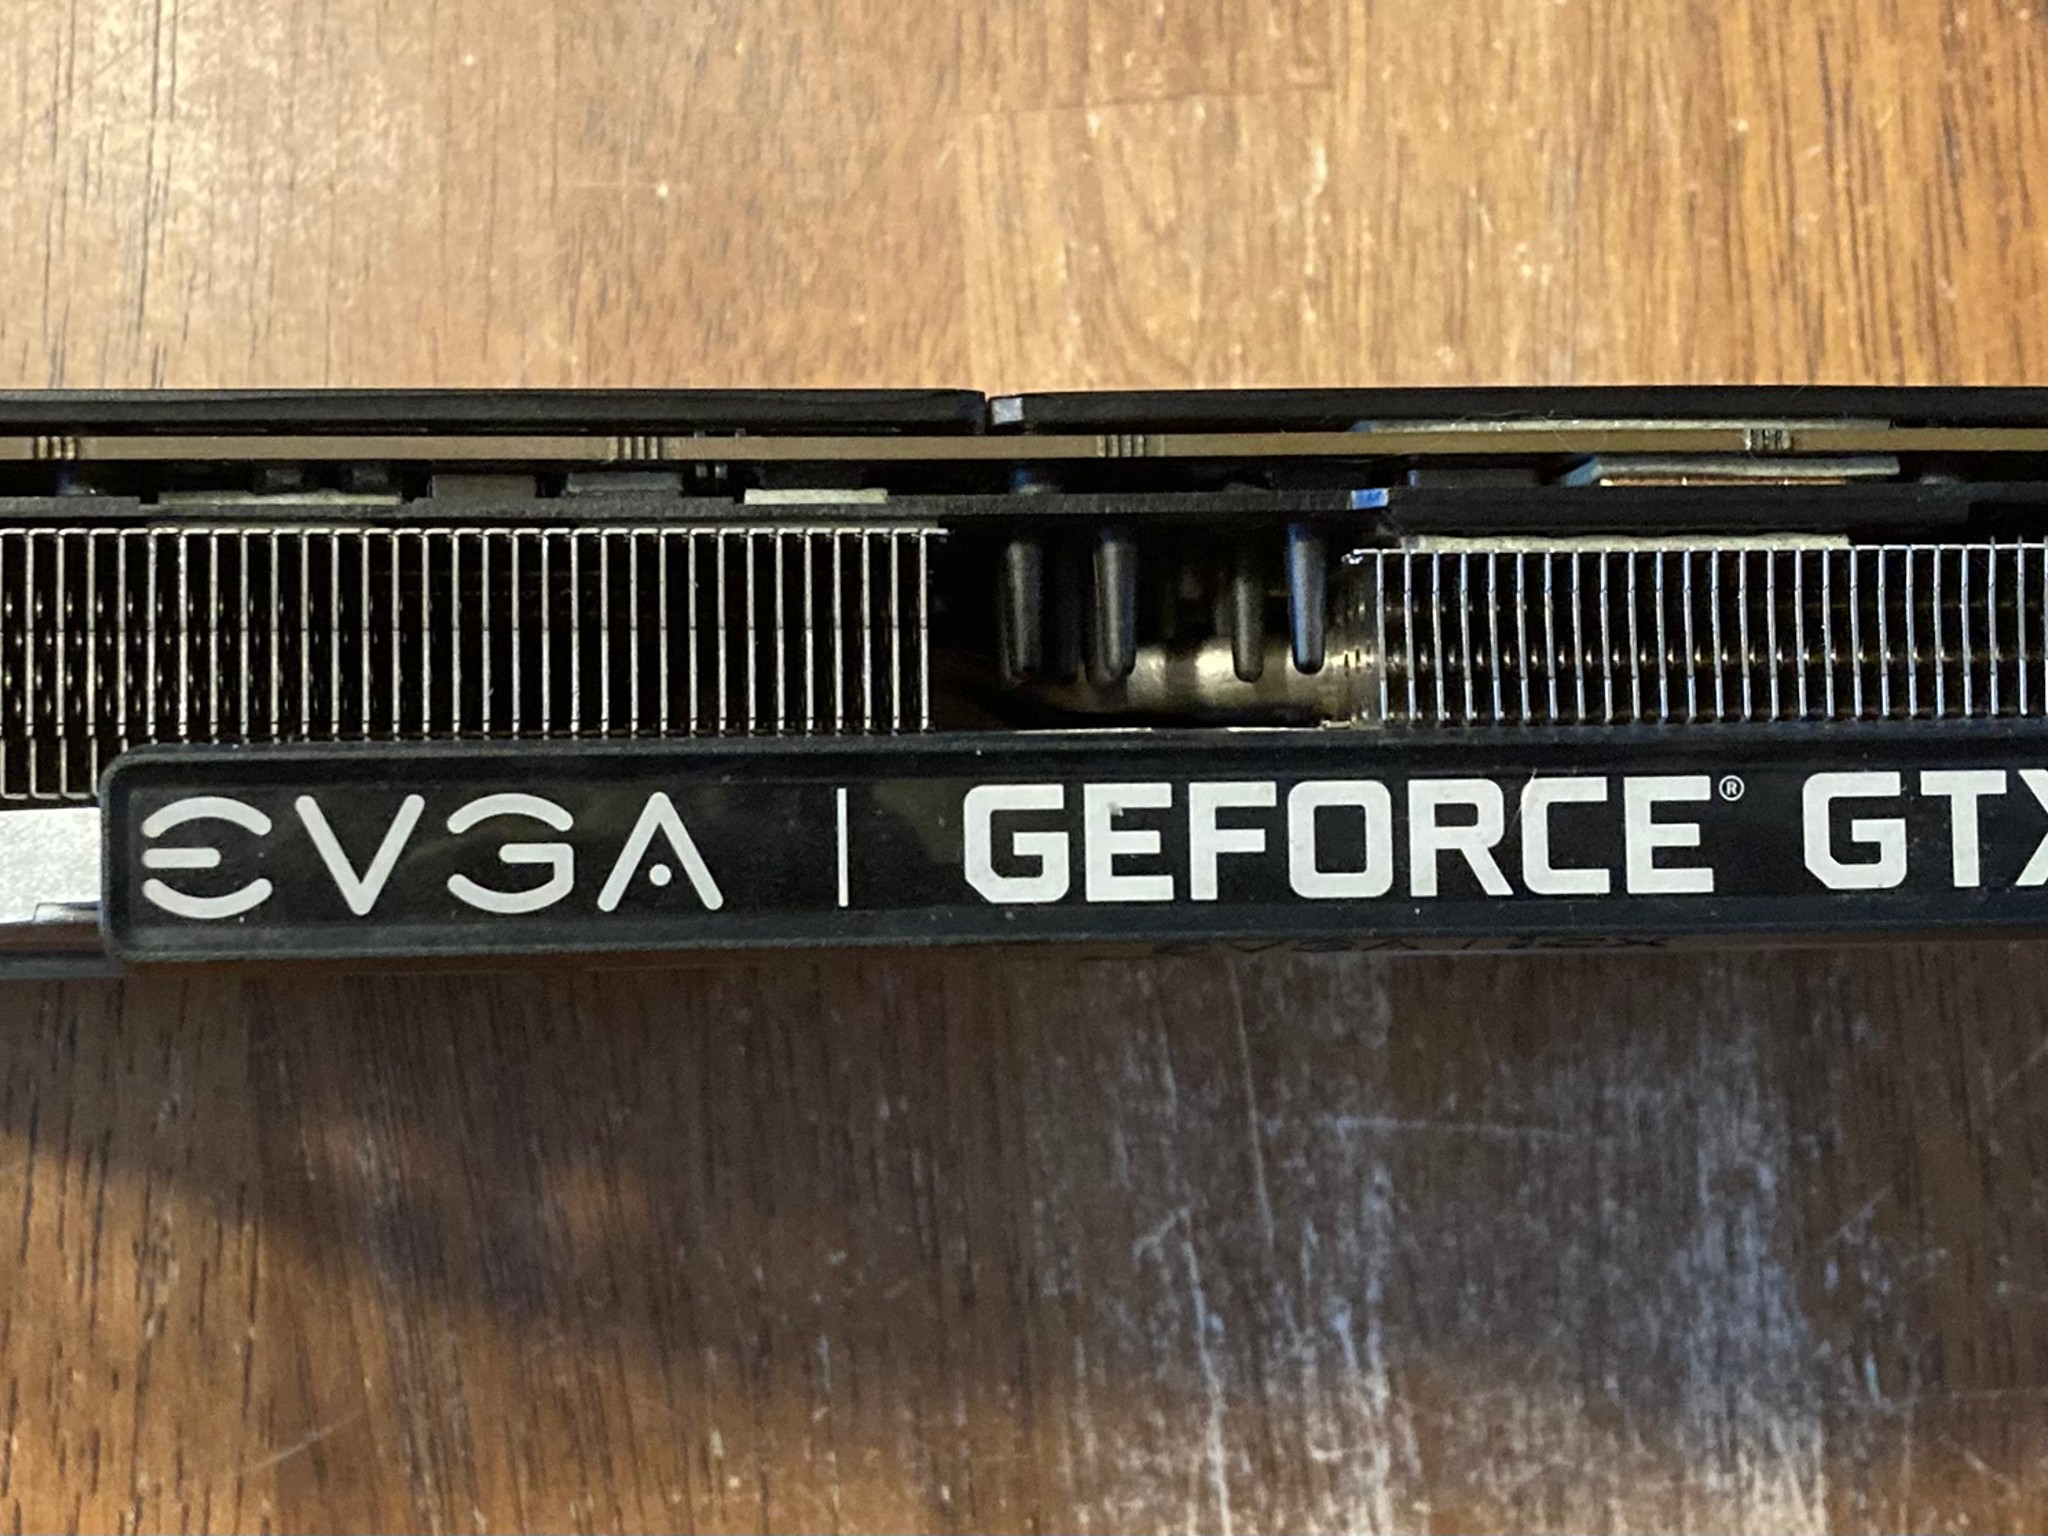 EVGA | GEFORCE® GTX